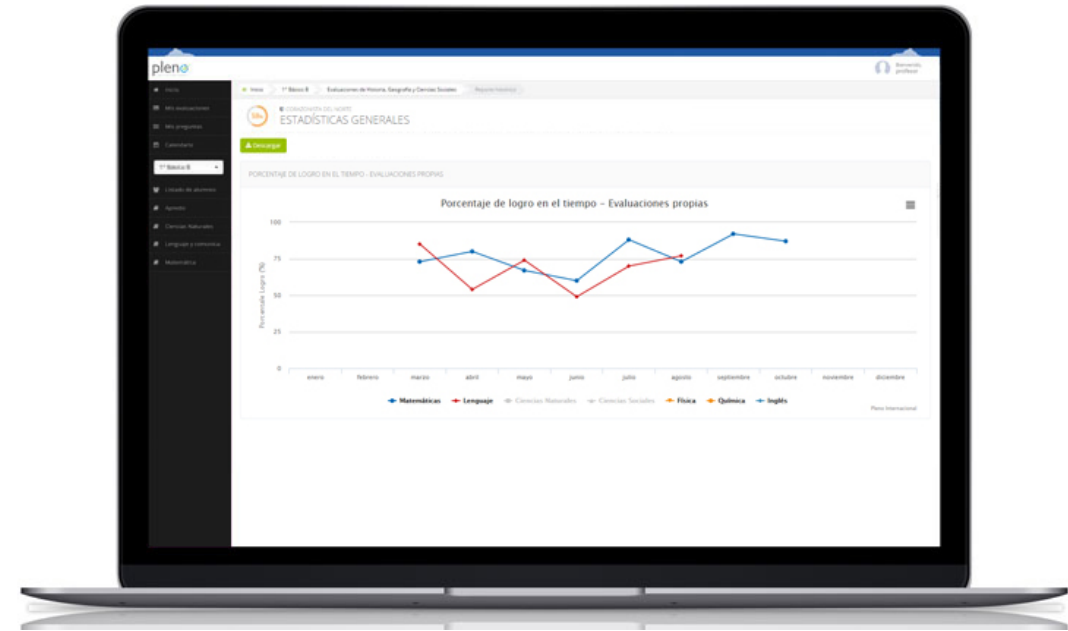 pleno
Bienvenido,
profesor
Inicio
Mis evaluaciones
Mis preguntas
Calendario
1° Básico B
Listado de alumnos
Apresto
Ciencias Naturales
Lenguaje y comunica
Matemática
Inicio
1° Básico B
Evaluaciones de Historia, Geografía y Ciencias Sociales
Reporte histórico
ESTADÍSTICAS GENERALES
Descargar
PORCENTAJE DE LOGRO EN EL TIEMPO - EVALUACIONES PROPIAS
Porcentaje de logro en el tiempo – Evaluaciones propias
Porcentale Logro (%)
100
75
50
25
0
enero febrero marzo abril mayo junio julio agosto septiembre octubre noviembre diciembre
Matemáticas Lenguaje Ciencias Naturales Ciencias Sociales Física Química Inglés
Pleno Internacional